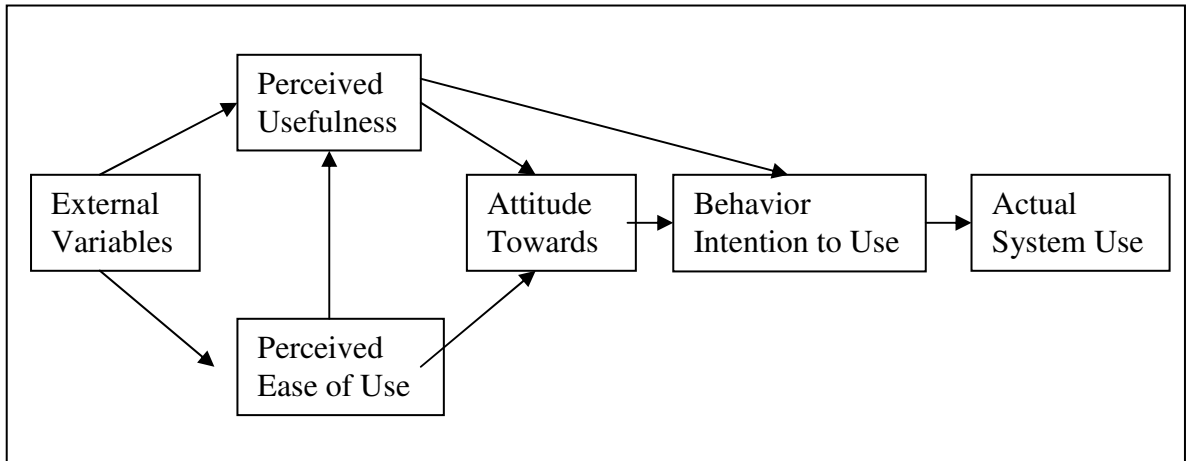 Perceived
Usefulness
External
Variables
Attitude
Towards
Behavior
Intention to Use
Actual
System Use
Perceived
Ease of Use